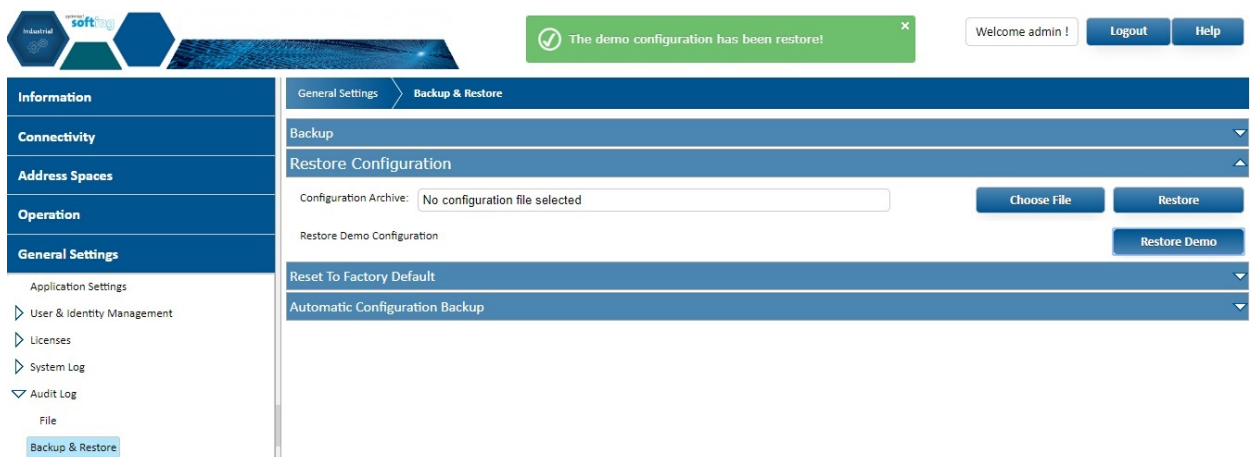 Industrial
optimize!
softing
The demo configuration has been restore!
×
Welcome admin !
Logout
Help
Information
Connectivity
Address Spaces
Operation
General Settings
Application Settings
User & Identity Management
Licenses
System Log
Audit Log
File
Backup & Restore
General Settings
Backup & Restore
Backup
Restore Configuration
Configuration Archive:
No configuration file selected
Choose File
Restore
Restore Demo Configuration
Restore Demo
Reset To Factory Default
Automatic Configuration Backup